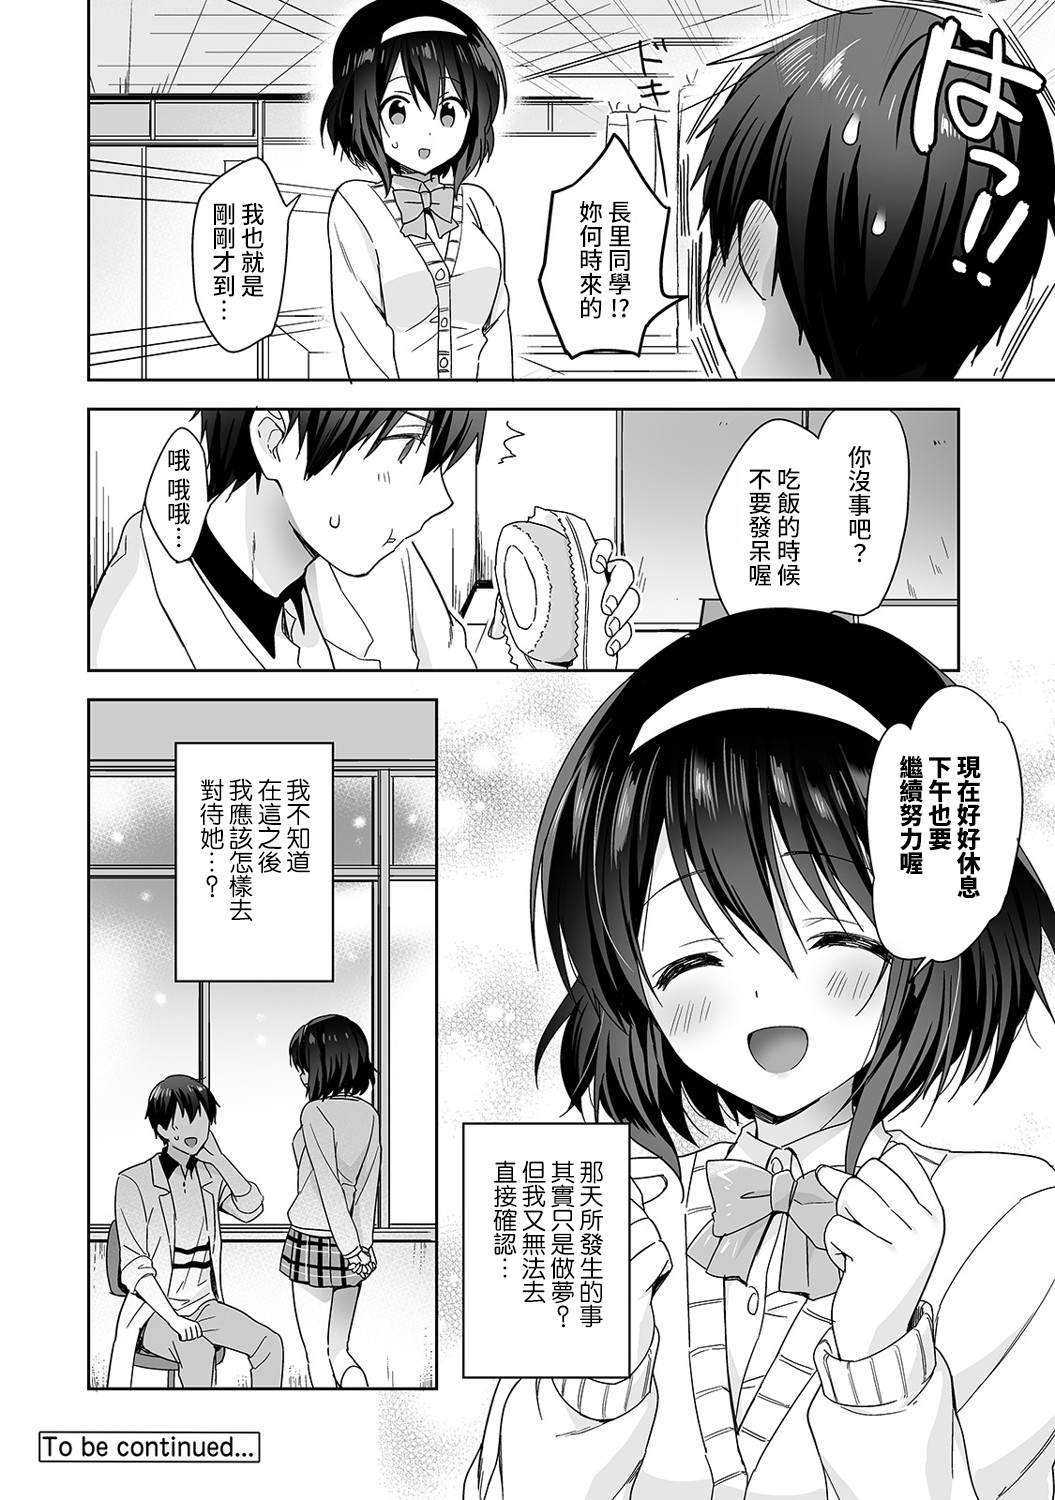 はっ!!
ドキ
長里同學!?
妳何時來的
我也就是
剛剛才到…
你沒事吧?
吃飯的時候
不要發呆喔
哦 哦哦…
現在好好休息
下午也要
繼續努力喔
那天所發生的事
其實只是做夢?
但我又無法去
直接確認…
我不知道
在這之後
我應該怎樣去
對待她…?
To be continued...